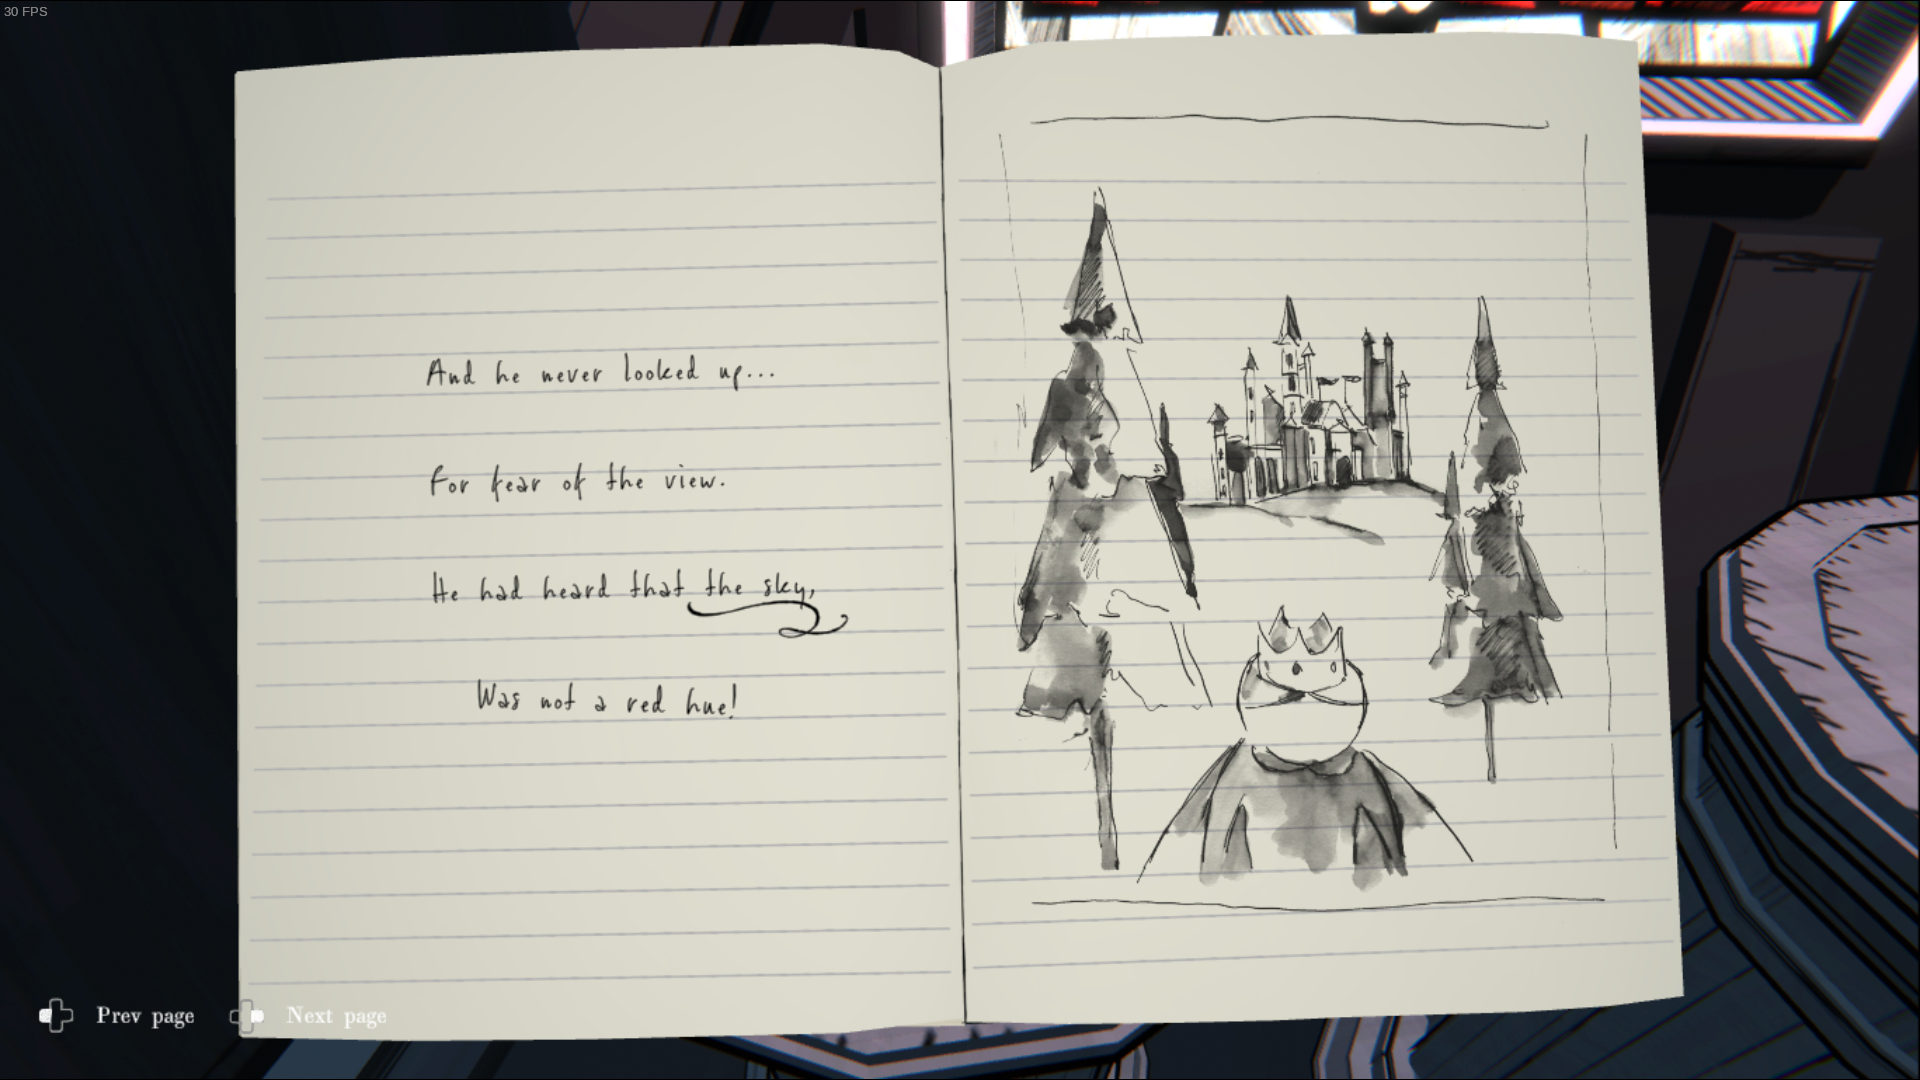 30 FPS
And he never looked up...
For fear of the view.
He had heard that the sky,
Was not a red hue!
Prev page
Next page